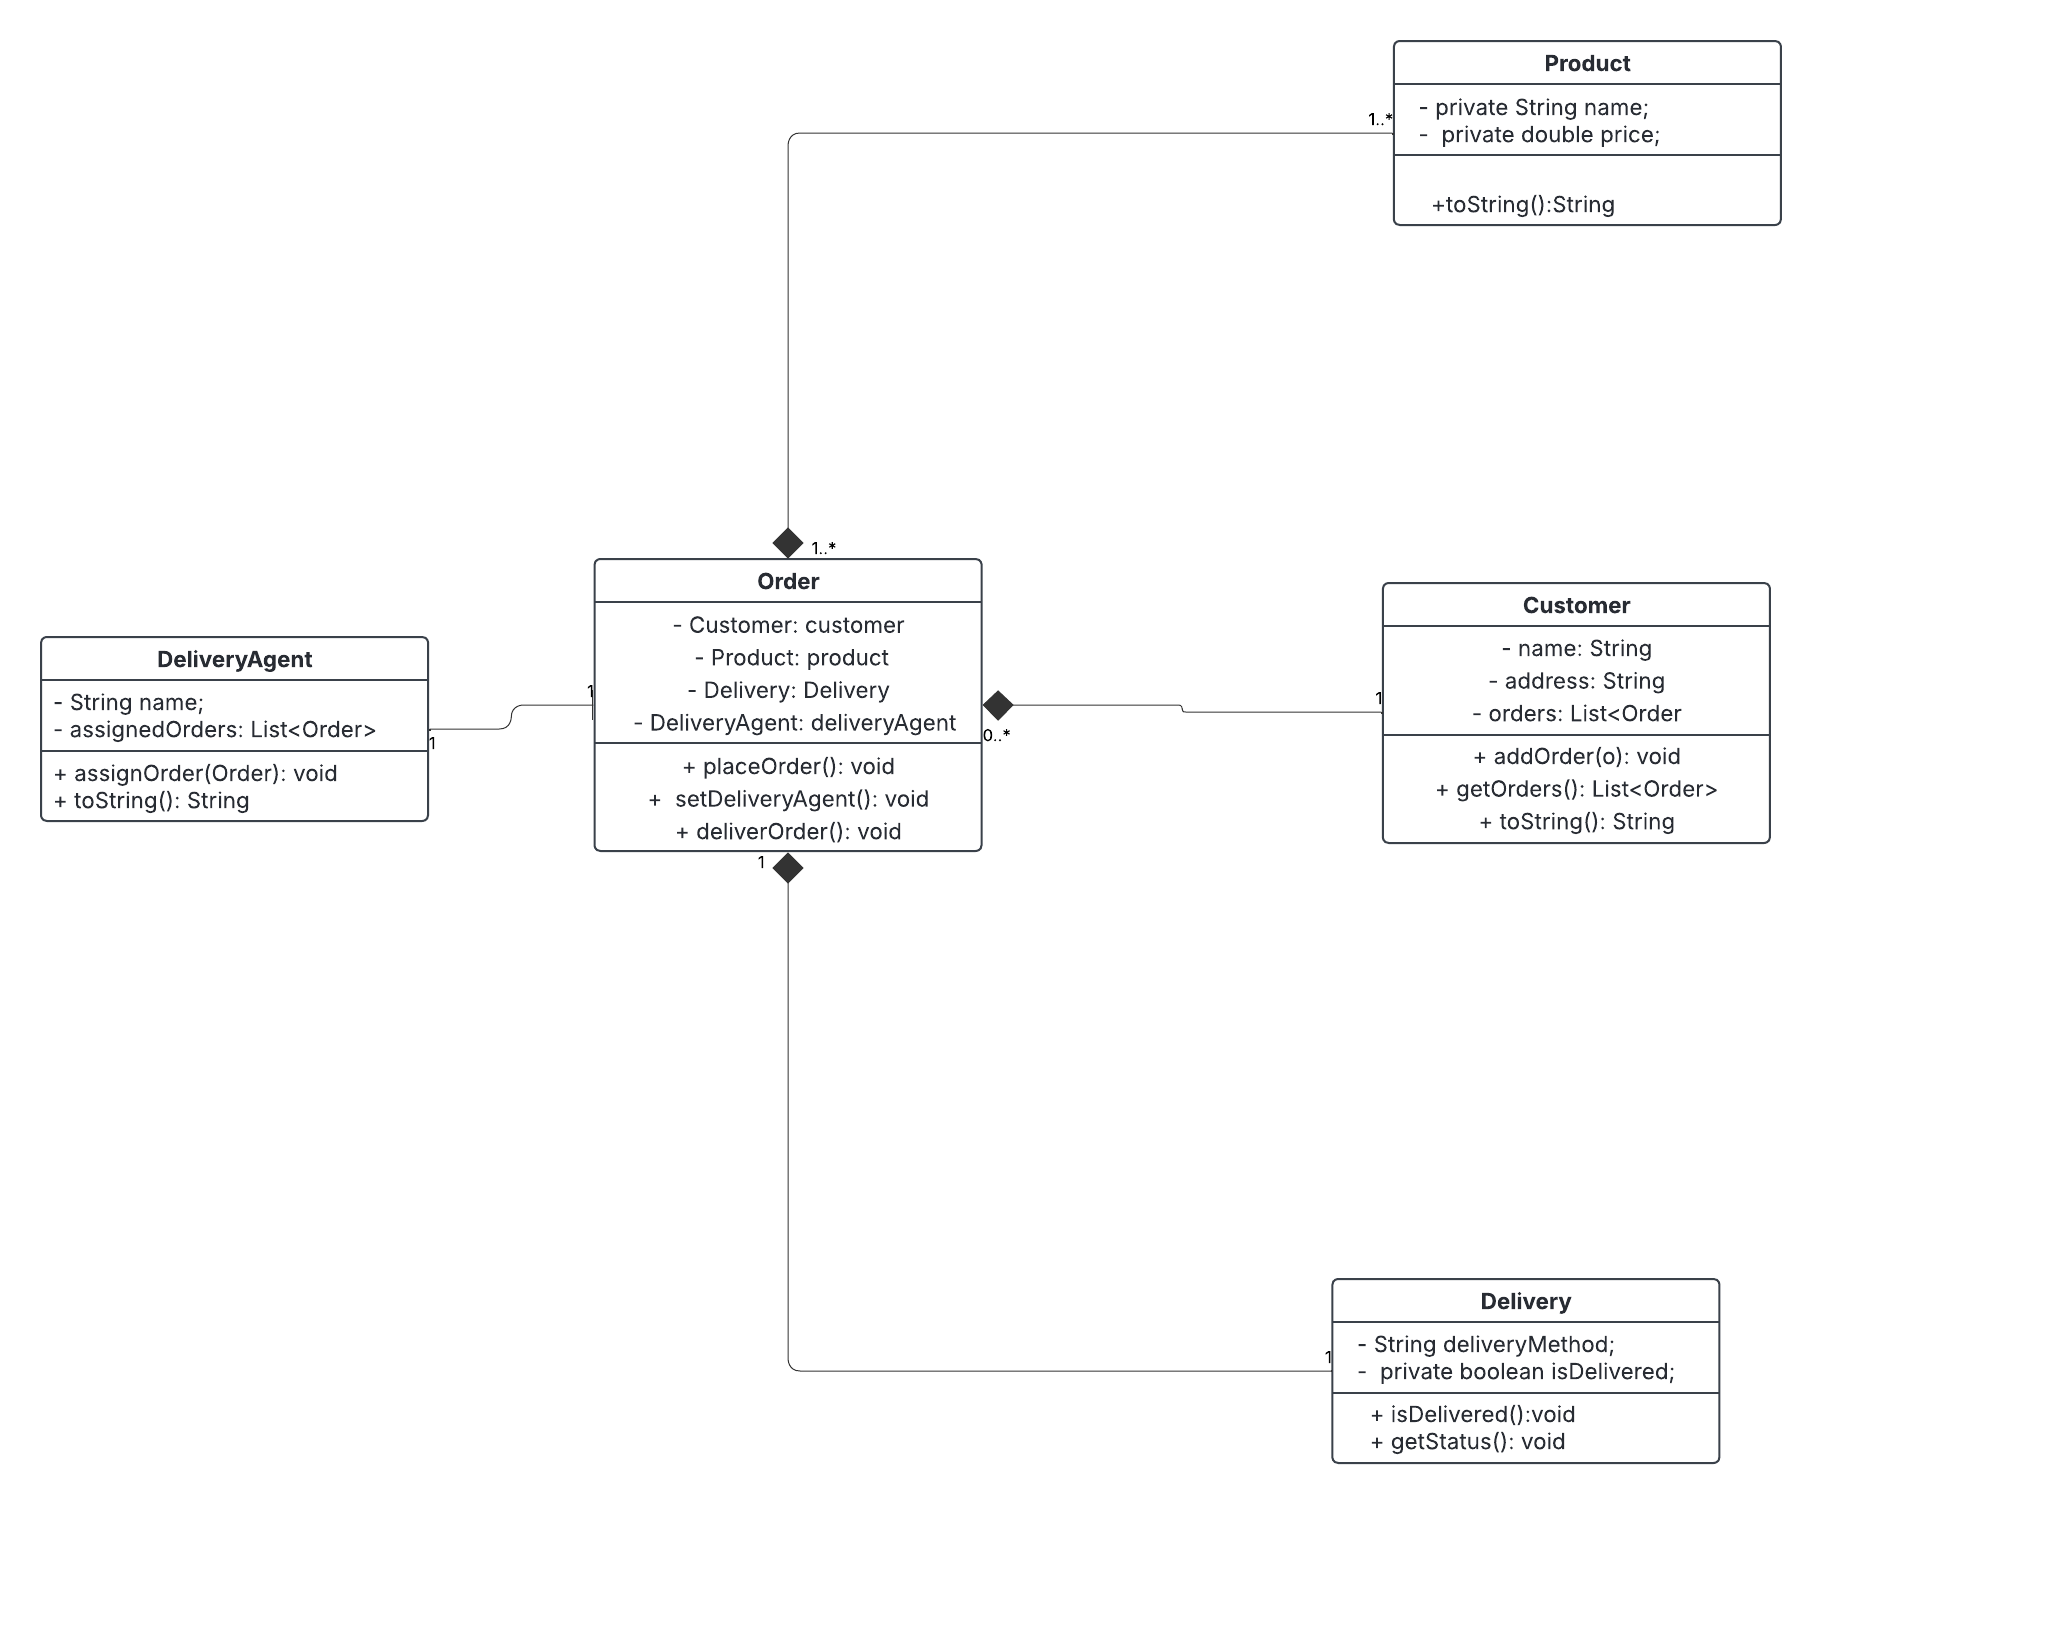 Product
- private String name;
-  private double price;
+toString():String
1..*
1..*
Order
- Customer: customer
- Product: product
- Delivery: Delivery
- DeliveryAgent: deliveryAgent
+ placeOrder(): void
+  setDeliveryAgent(): void
+ deliverOrder(): void
DeliveryAgent
- String name;
- assignedOrders: List<Order>
+ assignOrder(Order): void
+ toString(): String
1
1
0..*
1
Customer
- name: String
- address: String
- orders: List<Order
+ addOrder(o): void
+ getOrders(): List<Order>
+ toString(): String
1
1
Delivery
- String deliveryMethod;
-  private boolean isDelivered;
+ isDelivered():void
+ getStatus(): void